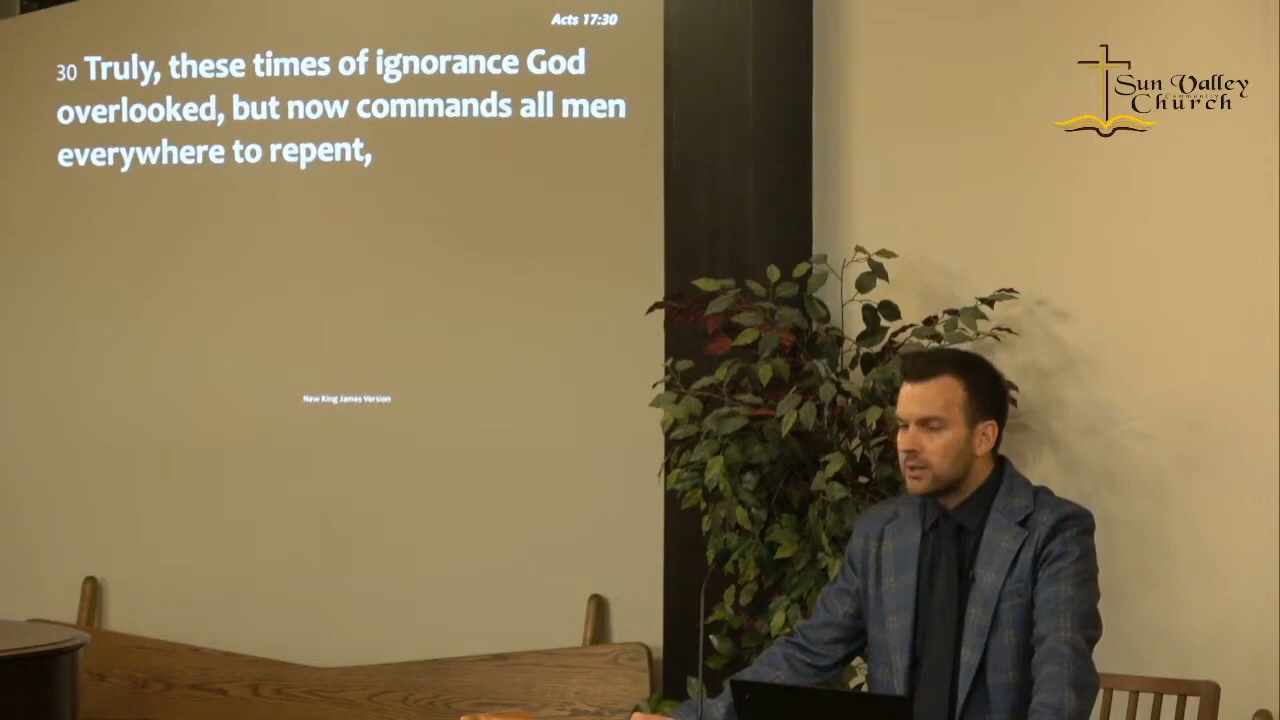 Acts 17:30
30 Truly, these times of ignorance God
overlooked, but now commands all men
everywhere to repent,
New King James Version
Sun Valley
Community
Church